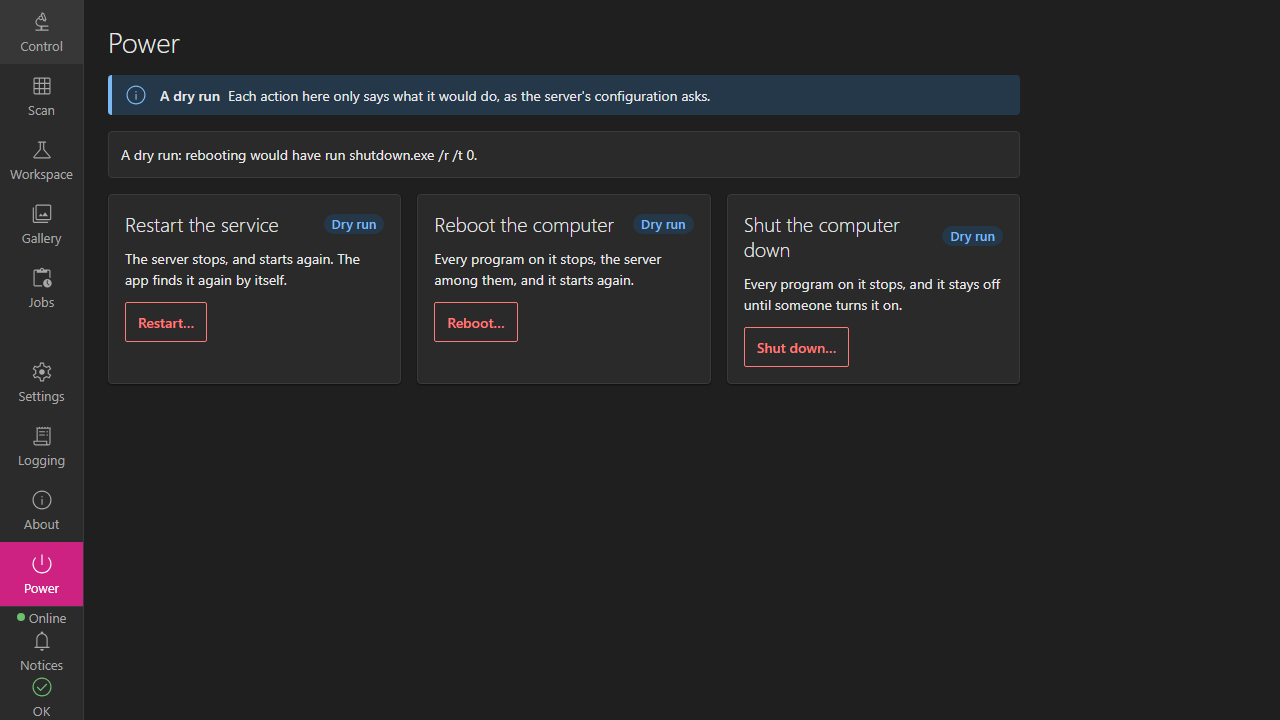 Control
Scan
Workspace
Gallery
Jobs
Settings
Logging
About
Power
Online
Notices
OK
Power
A dry run Each action here only says what it would do, as the server's configuration asks.
A dry run: rebooting would have run shutdown.exe /r /t 0.
Restart the service Dry run
The server stops, and starts again. The
app finds it again by itself.
Restart...
Reboot the computer Dry run
Every program on it stops, the server
among them, and it starts again.
Reboot...
Shut the computer
down Dry run
Every program on it stops, and it stays off
until someone turns it on.
Shut down...